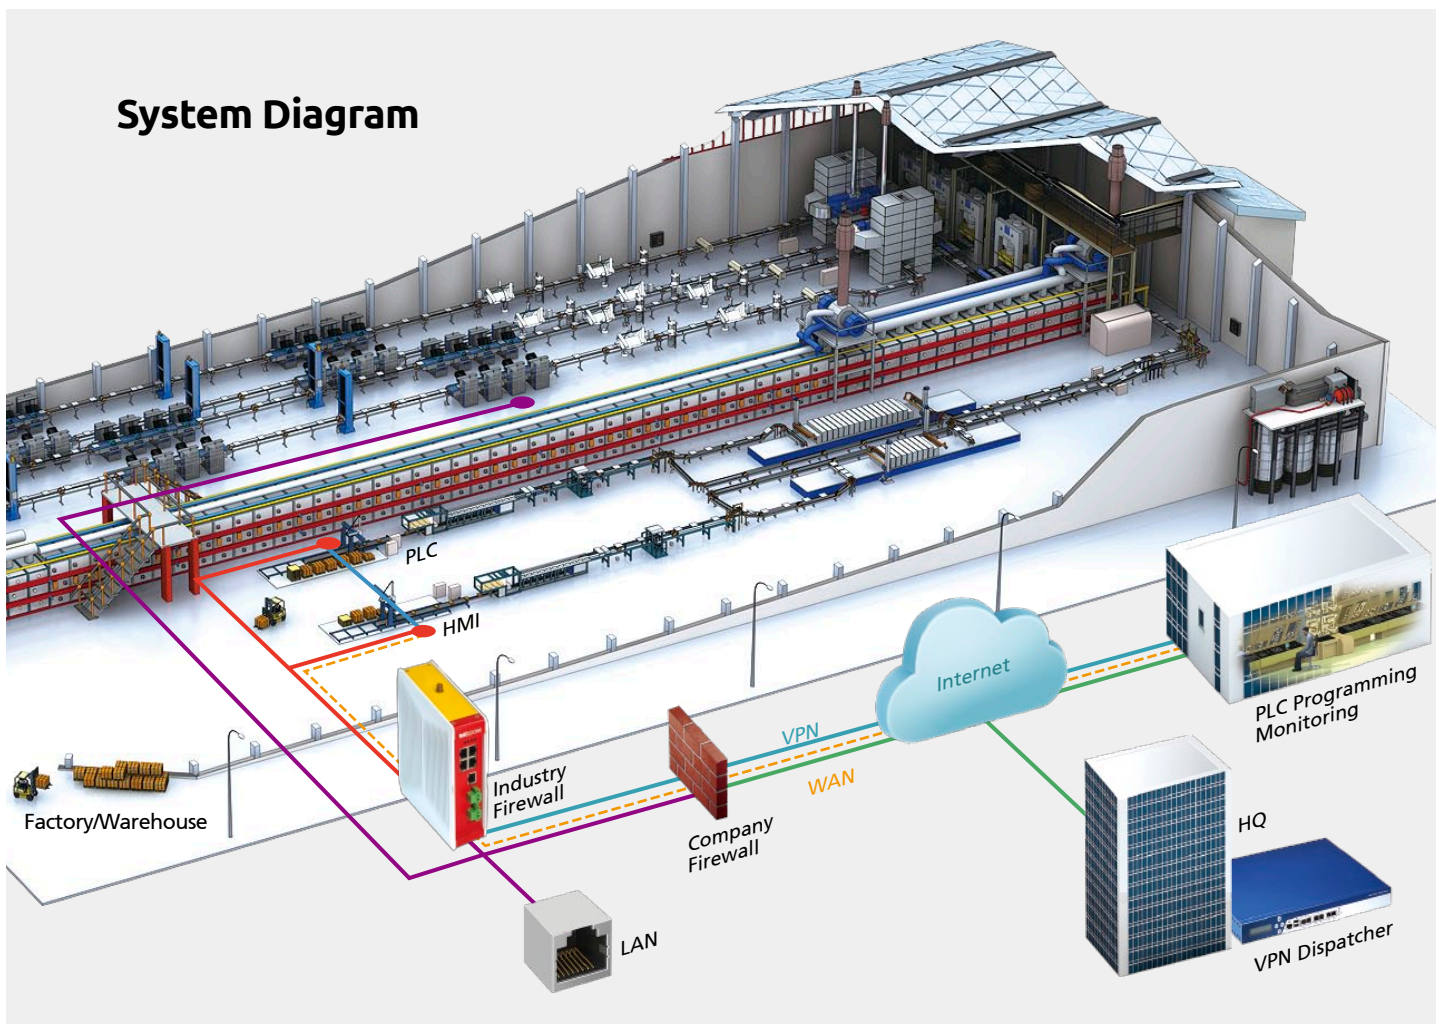 System Diagram
PLC
HMI
Internet
PLC Programming
Monitoring
VPN
WAN
Industry
Firewall
Company
Firewall
Factory/Warehouse
HQ
LAN
VPN Dispatcher